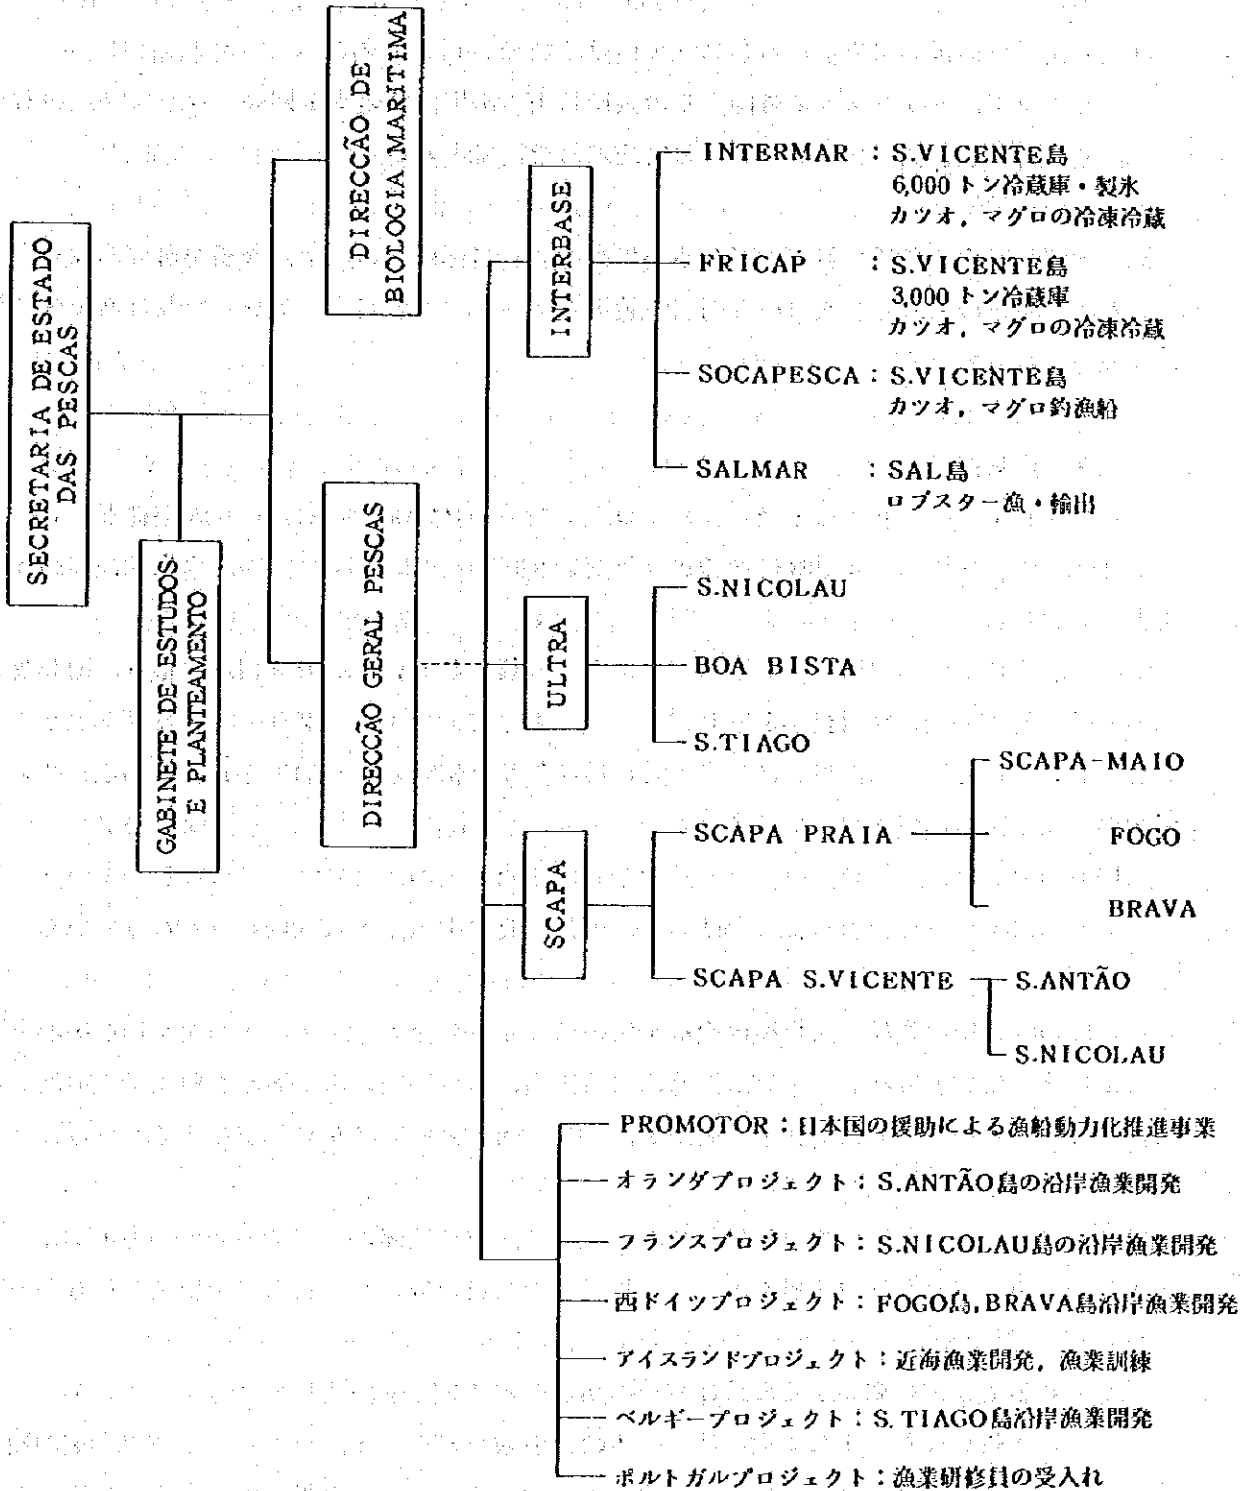 SECRETARIA DE ESTADO
DAS PESCAS
GABINETE DE ESTUDOS
E PLANTEAMENTO
DIRECÇÃO DE
BIOLOGIA MARITIMA
DIRECÇÃO GERAL PESCAS
INTERBASE
INTERMAR : S.VICENTE島
6,000 トン冷蔵庫・製氷
カツオ,マグロの冷凍冷蔵
FRICAP : S.VICENTE島
3,000 トン冷蔵庫
カツオ,マグロの冷凍冷蔵
SOCAPESCA : S.VICENTE島
カツオ,マグロ釣漁船
SALMAR : SAL島
ロブスター漁・輸出
ULTRA
S.NICOLAU
BOA BISTA
S.TIAGO
SCAPA
SCAPA PRAIA
SCAPA-MAIO
FOGO
BRAVA
SCAPA S.VICENTE
S.ANTÃO
S.NICOLAU
PROMOTOR : 日本国の援助による漁船動力化推進事業
オランダプロジェクト : S.ANTÃO島の沿岸漁業開発
フランスプロジェクト : S.NICOLAU島の沿岸漁業開発
西ドイツプロジェクト : FOGO島,BRAVA島沿岸漁業開発
アイスランドプロジェクト : 近海漁業開発,漁業訓練
ベルギープロジェクト : S.TIAGO島沿岸漁業開発
ポルトガルプロジェクト : 漁業研修員の受入れ